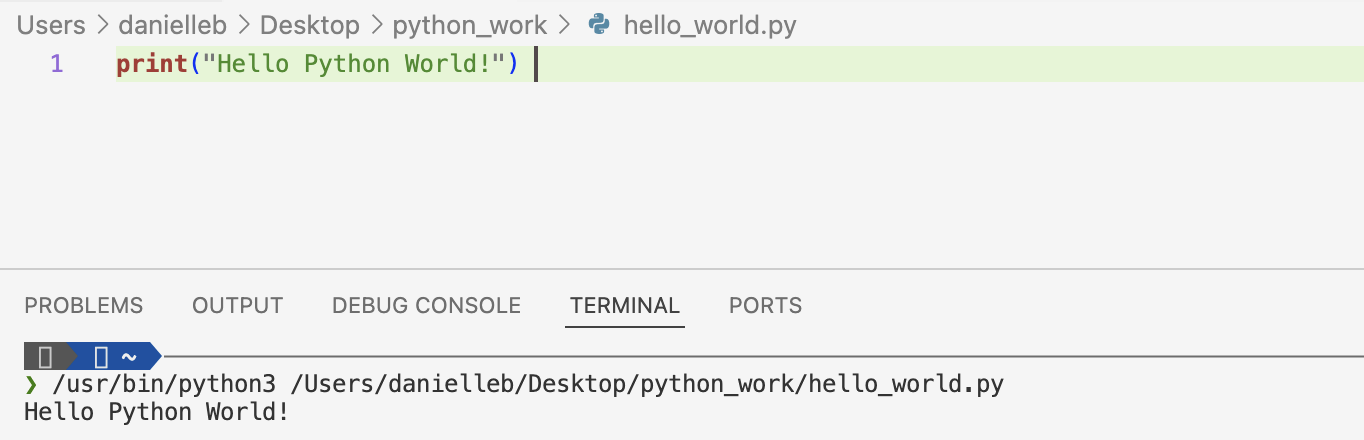 Users > danielleb > Desktop > python_work > hello_world.py
1 print("Hello Python World!")
PROBLEMS OUTPUT DEBUG CONSOLE TERMINAL PORTS
~
❯ /usr/bin/python3 /Users/danielleb/Desktop/python_work/hello_world.py
Hello Python World!